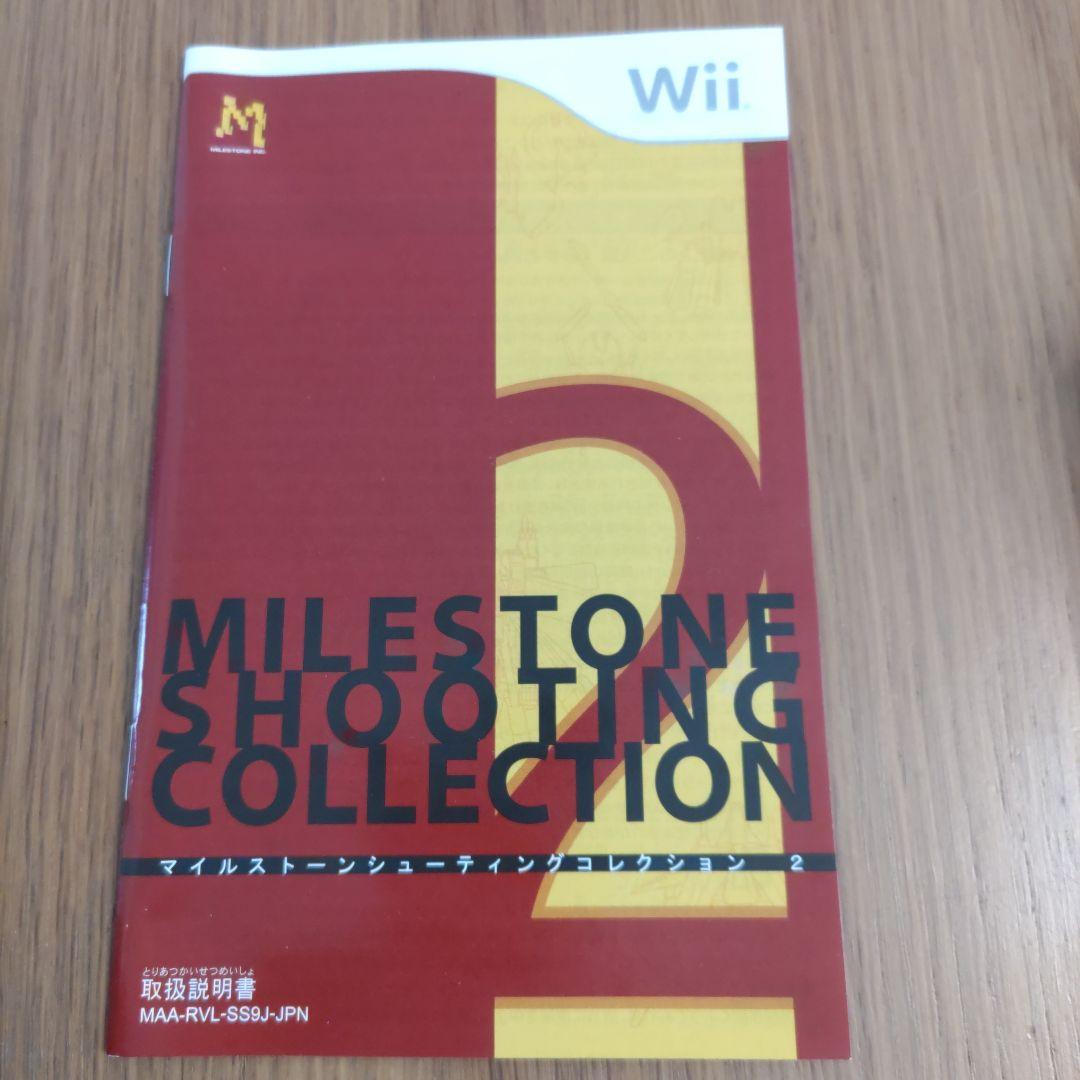 Wii
M
MILESTONE INC.
2
MILESTONE
SHOOTING
COLLECTION
マイルストーンシューティングコレクション 2
とりあつかいせつめいしょ
取扱説明書
MAA-RVL-SS9J-JPN